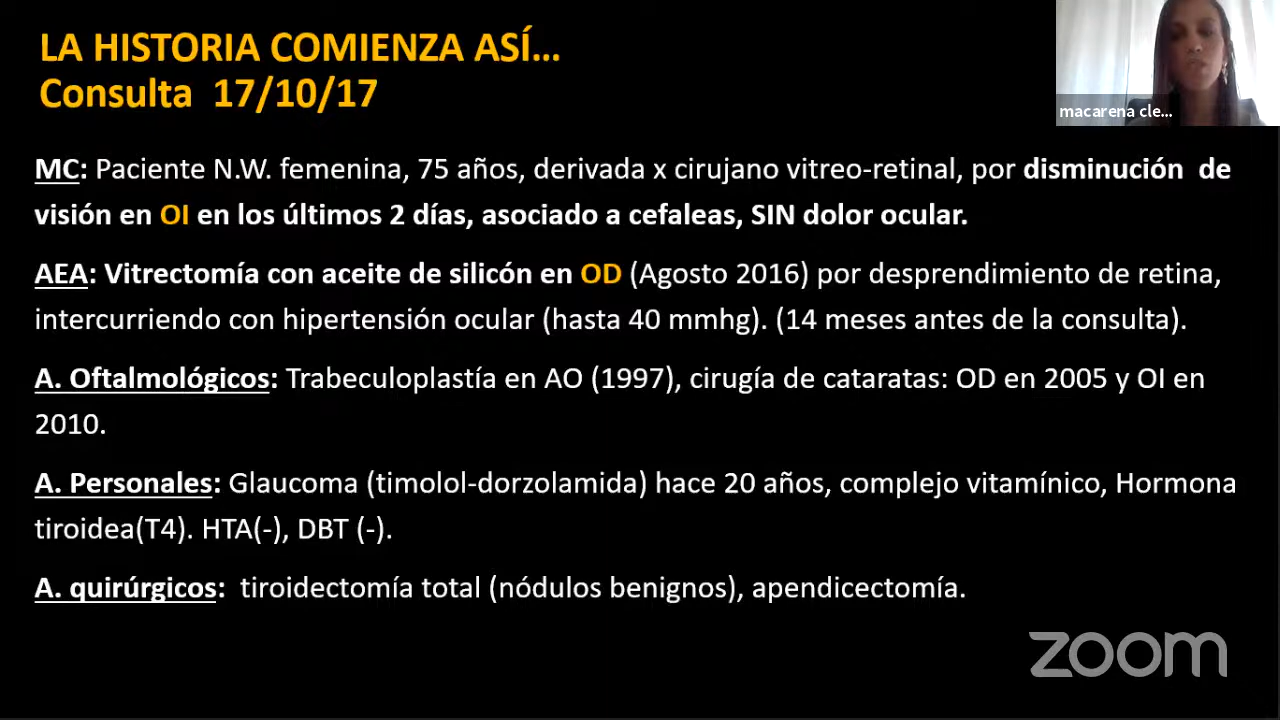 LA HISTORIA COMIENZA ASÍ...
Consulta 17/10/17
macarena cle...
MC: Paciente N.W. femenina, 75 años, derivada x cirujano vitreo-retinal, por disminución de
visión en OI en los últimos 2 días, asociado a cefaleas, SIN dolor ocular.
AEA: Vitrectomía con aceite de silicón en OD (Agosto 2016) por desprendimiento de retina,
intercurriendo con hipertensión ocular (hasta 40 mmhg). (14 meses antes de la consulta).
A. Oftalmológicos: Trabeculoplastía en AO (1997), cirugía de cataratas: OD en 2005 y OI en
2010.
A. Personales: Glaucoma (timolol-dorzolamida) hace 20 años, complejo vitamínico, Hormona
tiroidea(T4). HTA(-), DBT (-).
A. quirúrgicos: tiroidectomía total (nódulos benignos), apendicectomía.
zoom